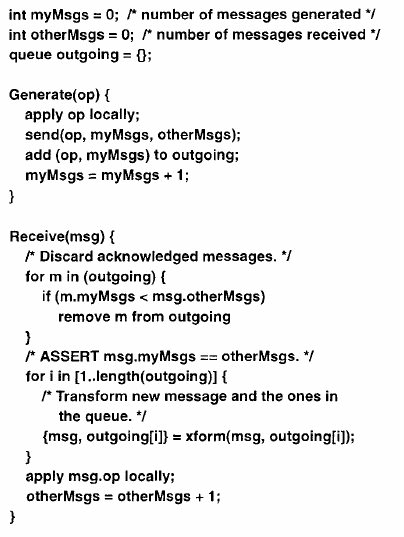 int myMsgs = 0;  /* number of messages generated */
int otherMsgs = 0;  /* number of messages received */
queue outgoing = {};

Generate(op) {
   apply op locally;
   send(op, myMsgs, otherMsgs);
   add (op, myMsgs) to outgoing;
   myMsgs = myMsgs + 1;
}

Receive(msg) {
   /* Discard acknowledged messages. */
   for m in (outgoing) {
      if (m.myMsgs < msg.otherMsgs)
         remove m from outgoing
   }
   /* ASSERT msg.myMsgs == otherMsgs. */
   for i in [1..length(outgoing)] {
      /* Transform new message and the ones in
         the queue. */
      {msg, outgoing[i]} = xform(msg, outgoing[i]);
   }
   apply msg.op locally;
   otherMsgs = otherMsgs + 1;
}